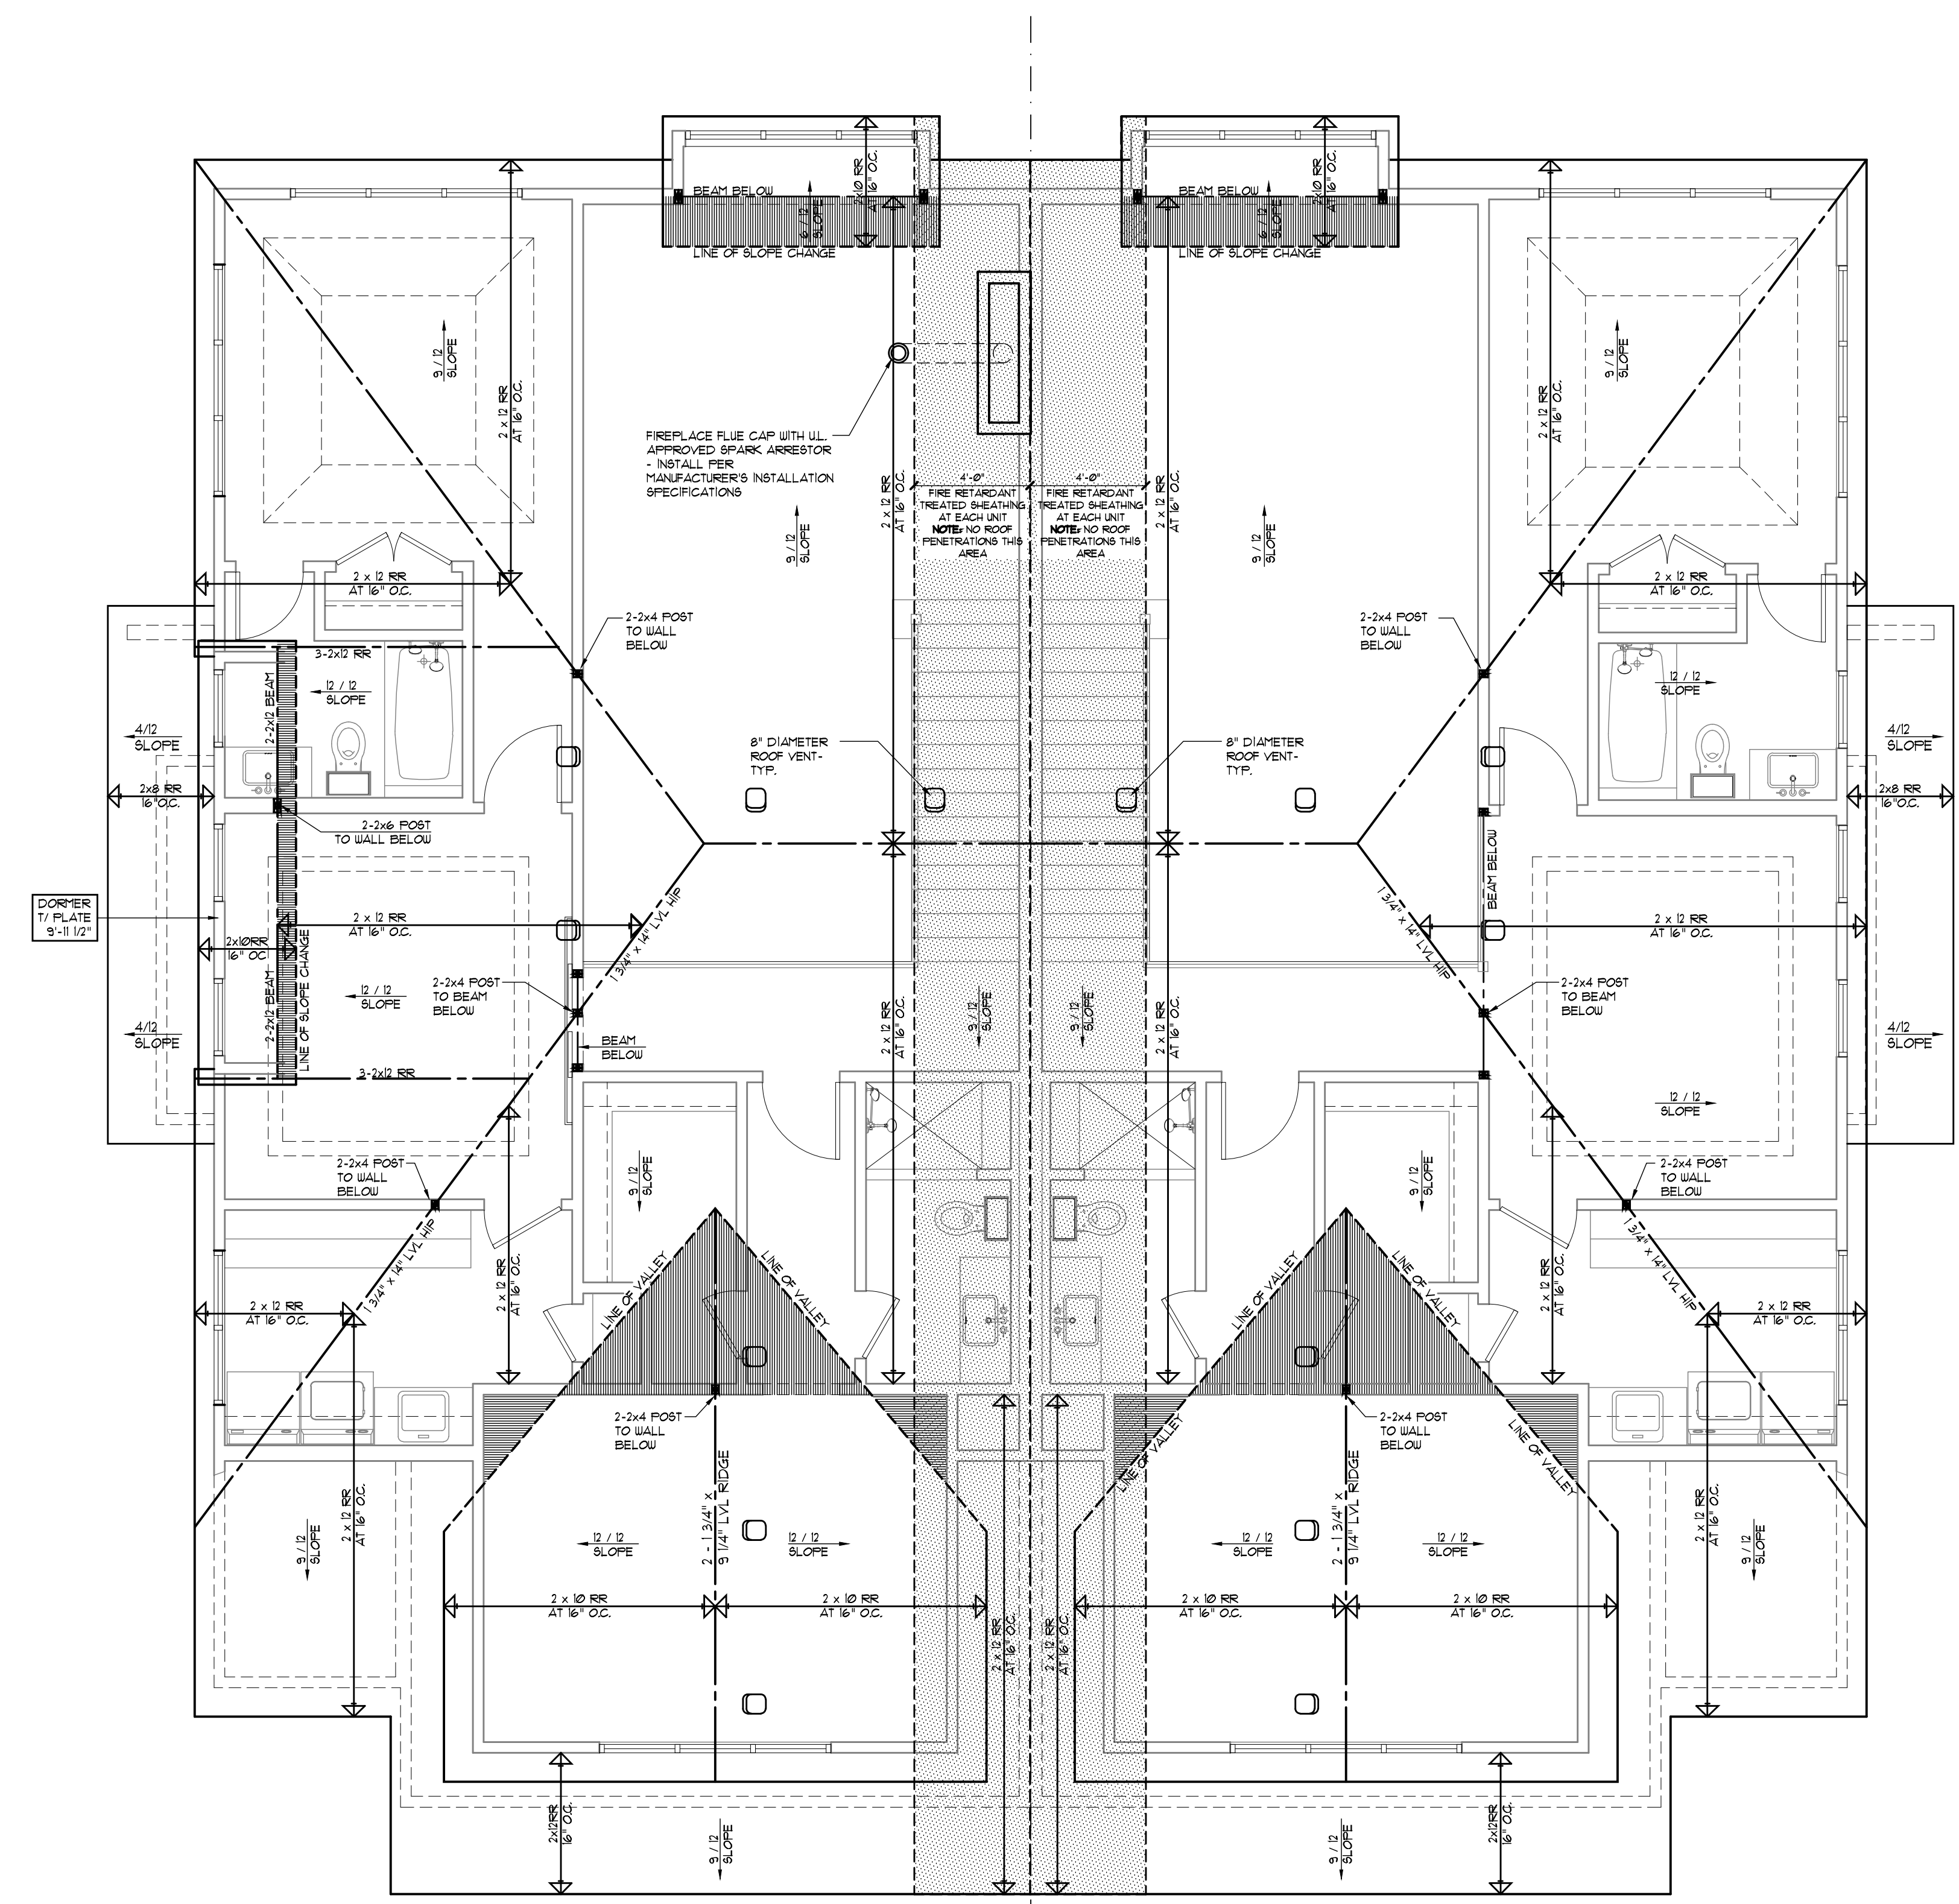 2x10 RR
AT 16" O.C.
2x10 RR
AT 16" O.C.
BEAM BELOW
BEAM BELOW
6 / 12
SLOPE
6 / 12
SLOPE
LINE OF SLOPE CHANGE
LINE OF SLOPE CHANGE
9 / 12
SLOPE
9 / 12
SLOPE
2 x 12 RR
AT 16" O.C.
2 x 12 RR
AT 16" O.C.
FIREPLACE FLUE CAP WITH U.L.
APPROVED SPARK ARRESTOR
- INSTALL PER
MANUFACTURER'S INSTALLATION
SPECIFICATIONS
2 x 12 RR
AT 16" O.C.
4'-0"
4'-0"
FIRE RETARDANT
TREATED SHEATHING
AT EACH UNIT
NOTE: NO ROOF
PENETRATIONS THIS
AREA
FIRE RETARDANT
TREATED SHEATHING
AT EACH UNIT
NOTE: NO ROOF
PENETRATIONS THIS
AREA
2 x 12 RR
AT 16" O.C.
9 / 12
SLOPE
9 / 12
SLOPE
2 x 12 RR
AT 16" O.C.
2 x 12 RR
AT 16" O.C.
2-2x4 POST
TO WALL
BELOW
2-2x4 POST
TO WALL
BELOW
3-2x12 RR
12 / 12
SLOPE
12 / 12
SLOPE
2-2x12 BEAM
4/12
SLOPE
4/12
SLOPE
8" DIAMETER
ROOF VENT-
TYP.
8" DIAMETER
ROOF VENT-
TYP.
2x8 RR
16"O.C.
2x8 RR
16"O.C.
2-2x6 POST
TO WALL BELOW
BEAM BELOW
DORMER
T/ PLATE
9'-11 1/2"
2 x 12 RR
AT 16" O.C.
2 x 12 RR
AT 16" O.C.
1 3/4" x 14" LVL HIP
1 3/4" x 14" LVL HIP
2x10RR
16" OC
2-2x12 BEAM
LINE OF SLOPE CHANGE
12 / 12
SLOPE
2-2x4 POST
TO BEAM
BELOW
2-2x4 POST
TO BEAM
BELOW
4/12
SLOPE
4/12
SLOPE
BEAM
BELOW
2 x 12 RR
AT 16" O.C.
9 / 12
SLOPE
9 / 12
SLOPE
2 x 12 RR
AT 16" O.C.
3-2x12 RR
12 / 12
SLOPE
2-2x4 POST
TO WALL
BELOW
9 / 12
SLOPE
9 / 12
SLOPE
2-2x4 POST
TO WALL
BELOW
1 3/4" x 14" LVL HIP
2 x 12 RR
AT 16" O.C.
LINE OF VALLEY
LINE OF VALLEY
LINE OF VALLEY
LINE OF VALLEY
2 x 12 RR
AT 16" O.C.
1 3/4" x 14" LVL HIP
2 x 12 RR
AT 16" O.C.
2 x 12 RR
AT 16" O.C.
2-2x4 POST
TO WALL
BELOW
2-2x4 POST
TO WALL
BELOW
LINE OF VALLEY
LINE OF VALLEY
9 / 12
SLOPE
2 x 12 RR
AT 16" O.C.
12 / 12
SLOPE
2 - 1 3/4" x
9 1/4" LVL RIDGE
12 / 12
SLOPE
12 / 12
SLOPE
2 - 1 3/4" x
9 1/4" LVL RIDGE
12 / 12
SLOPE
2 x 12 RR
AT 16" O.C.
9 / 12
SLOPE
2 x 10 RR
AT 16" O.C.
2 x 10 RR
AT 16" O.C.
2 x 12 RR
AT 16" O.C.
2 x 12 RR
AT 16" O.C.
2 x 10 RR
AT 16" O.C.
2 x 10 RR
AT 16" O.C.
2x12RR
16" O.C.
9 / 12
SLOPE
9 / 12
SLOPE
2x12RR
16" O.C.